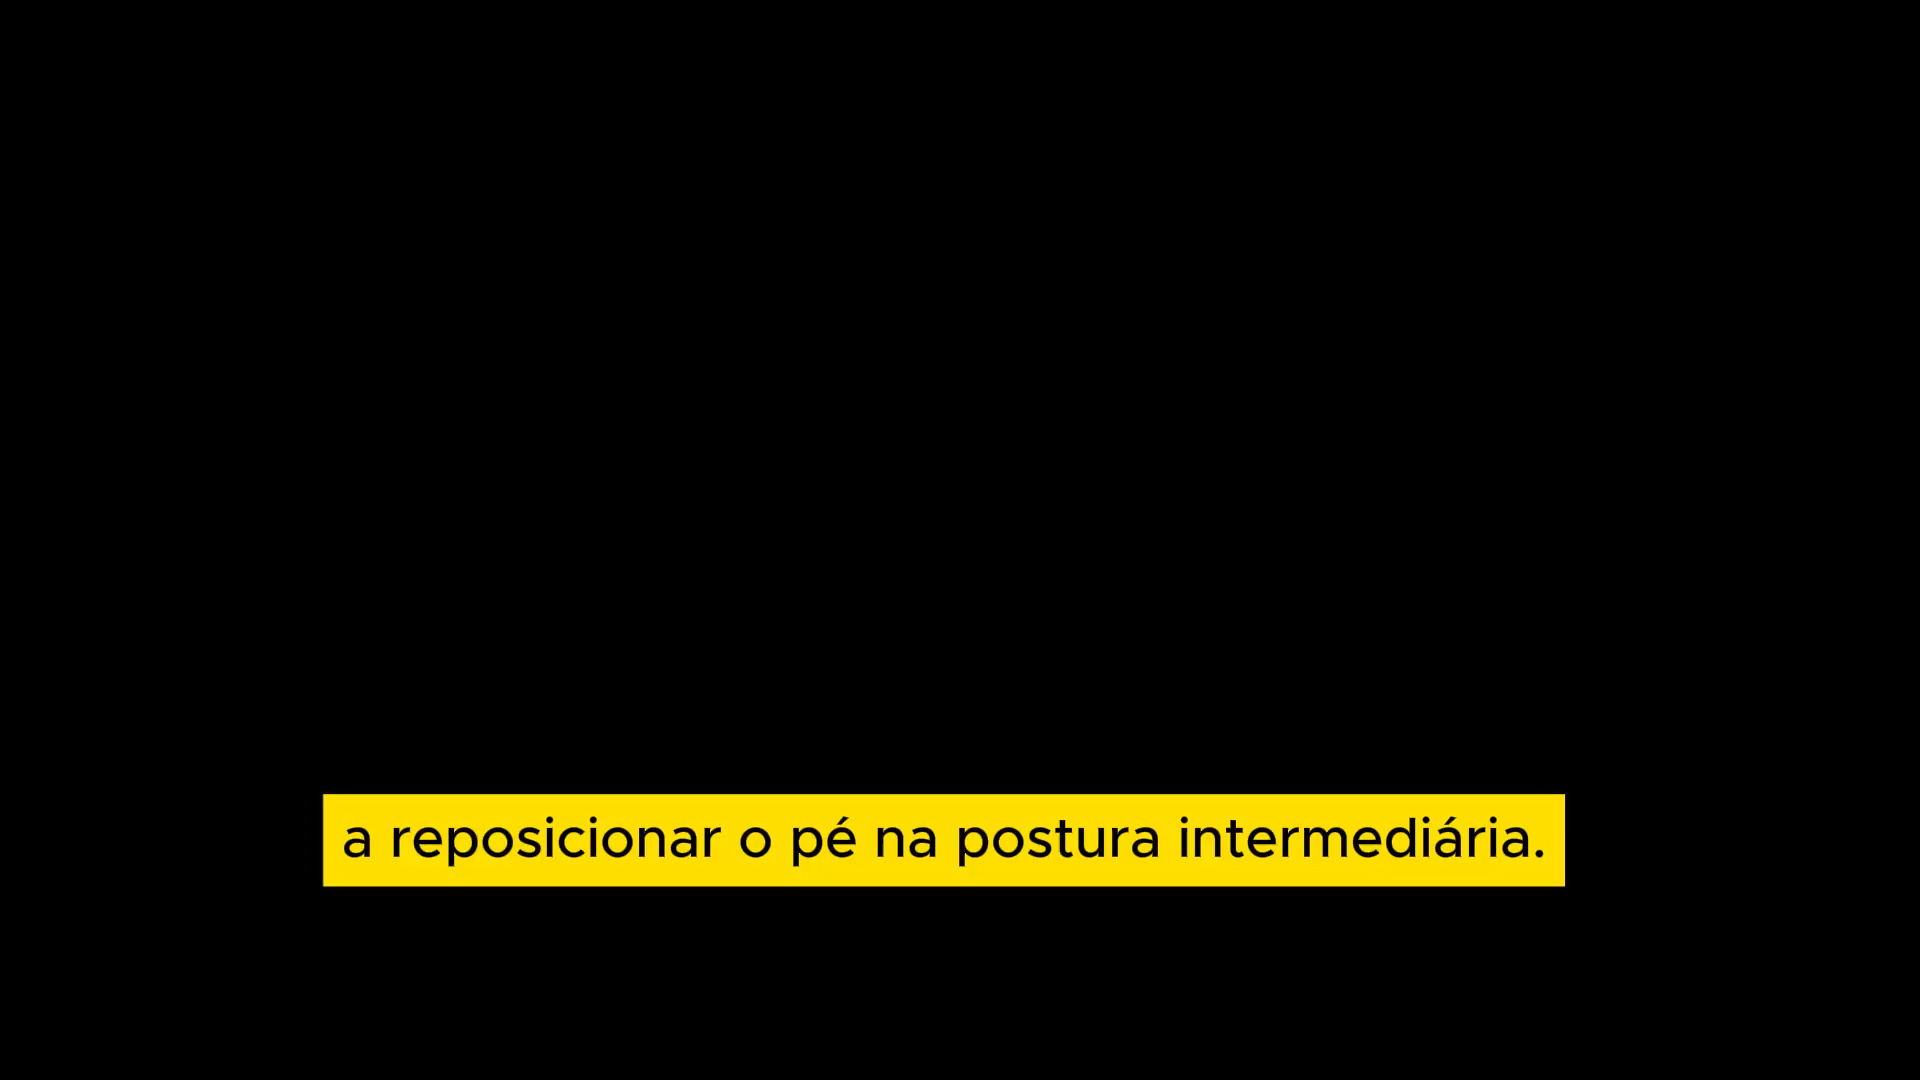 a reposicionar o pé na postura intermediária.